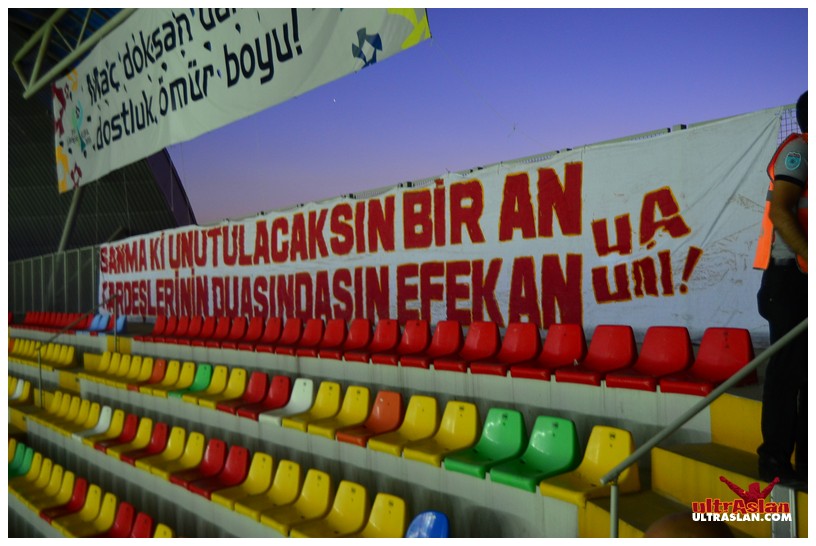 Maç doksan dak
dostluk ömür boyu!
SANMA Kİ UNUTULACAKSIN BİR AN
KARDEŞLERİNİN DUASINDASIN EFEKAN
UA
UNI!
ultrAslan
ULTRASLAN.COM